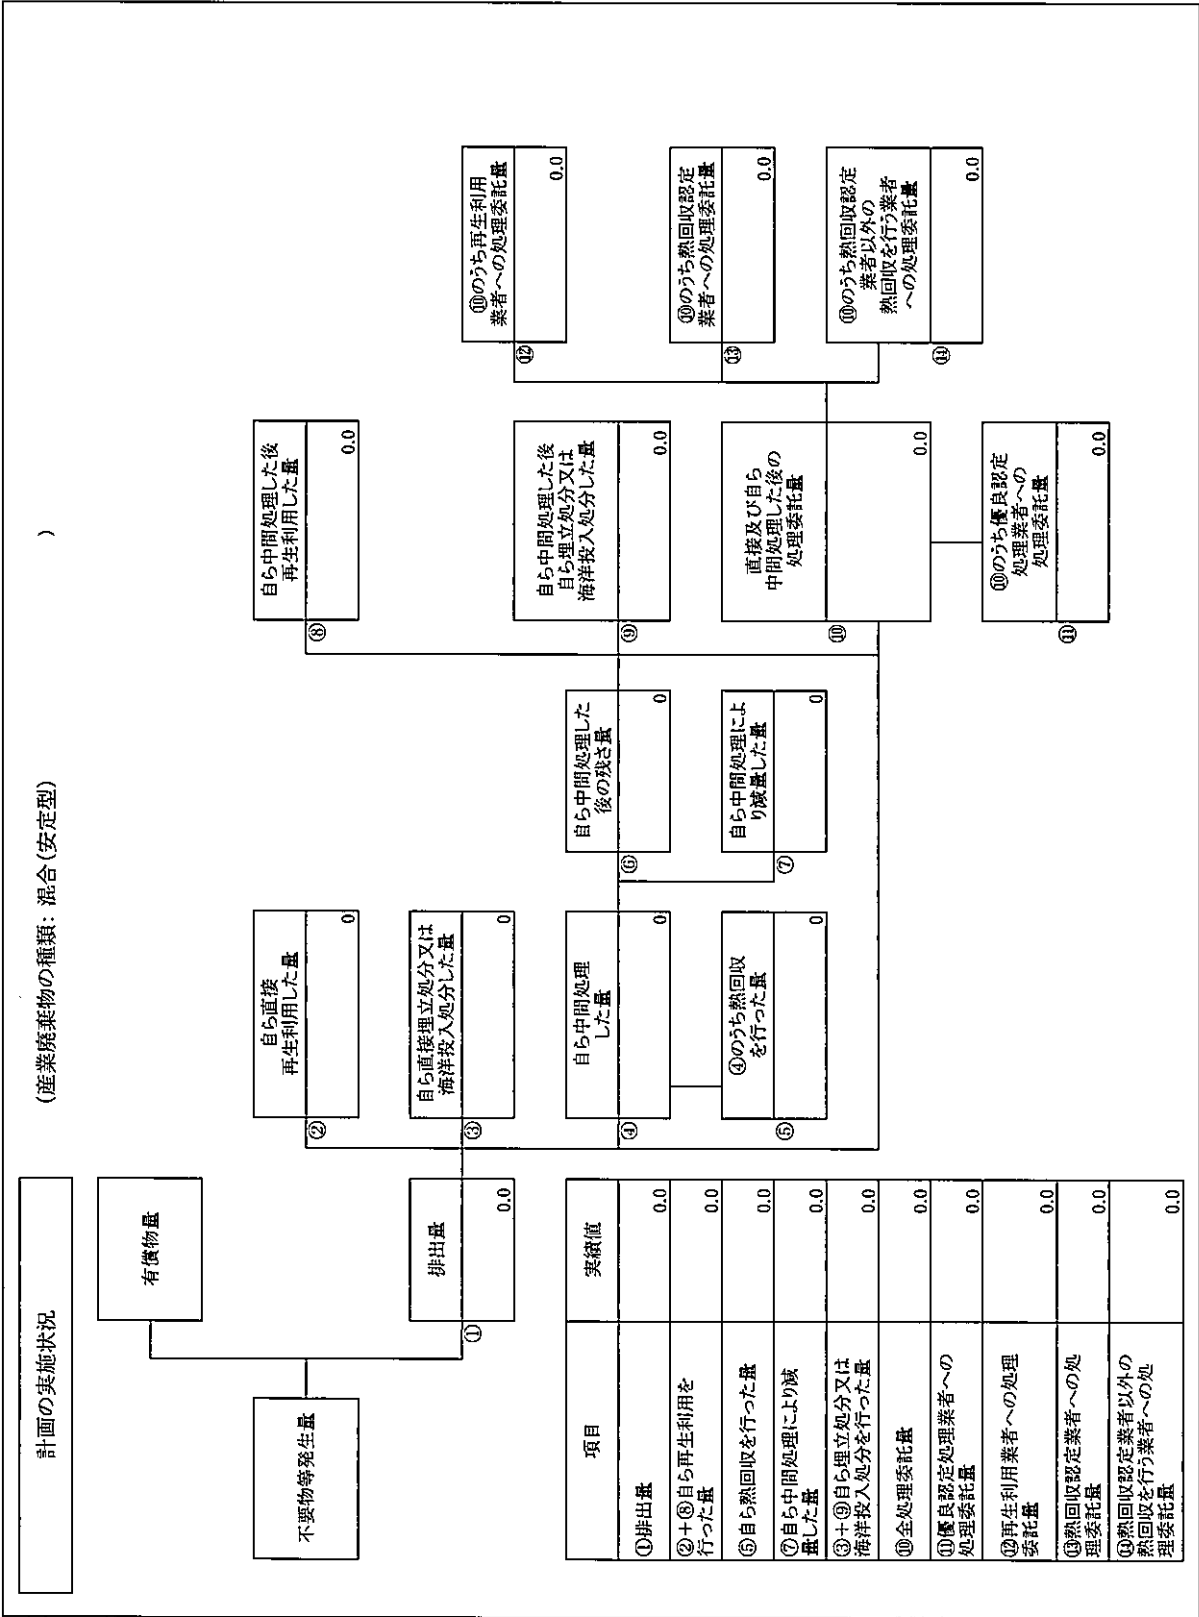 計画の実施状況
(産業廃棄物の種類: 混合(安定型)
)
不要物等発生量
有償物量
排出量
①
0.0
自ら直接
再生利用した量
②
0
自ら直接埋立処分又は
海洋投入処分した量
③
0
自ら中間処理
した量
④
0
④のうち熱回収
を行った量
⑤
0
自ら中間処理した
後の残さ量
⑥
0
自ら中間処理によ
り減量した量
⑦
0
自ら中間処理した後
再生利用した量
⑧
0.0
自ら中間処理した後
自ら埋立処分又は
海洋投入処分した量
⑨
0.0
直接及び自ら
中間処理した後の
処理委託量
⑩
0.0
⑩のうち優良認定
処理業者への
処理委託量
⑪
0.0
⑩のうち再生利用
業者への処理委託量
⑫
0.0
⑩のうち熱回収認定
業者への処理委託量
⑬
0.0
⑩のうち熱回収認定
業者以外の
熱回収を行う業者
への処理委託量
⑭
0.0
項目 実績値
①排出量 0.0
②+⑧自ら再生利用を
行った量 0.0
⑤自ら熱回収を行った量 0.0
⑦自ら中間処理により減
量した量 0.0
③+⑨自ら埋立処分又は
海洋投入処分を行った量 0.0
⑩全処理委託量 0.0
⑪優良認定処理業者への
処理委託量 0.0
⑫再生利用業者への処理
委託量 0.0
⑬熱回収認定業者への処
理委託量 0.0
⑭熱回収認定業者以外の
熱回収を行う業者への処
理委託量 0.0